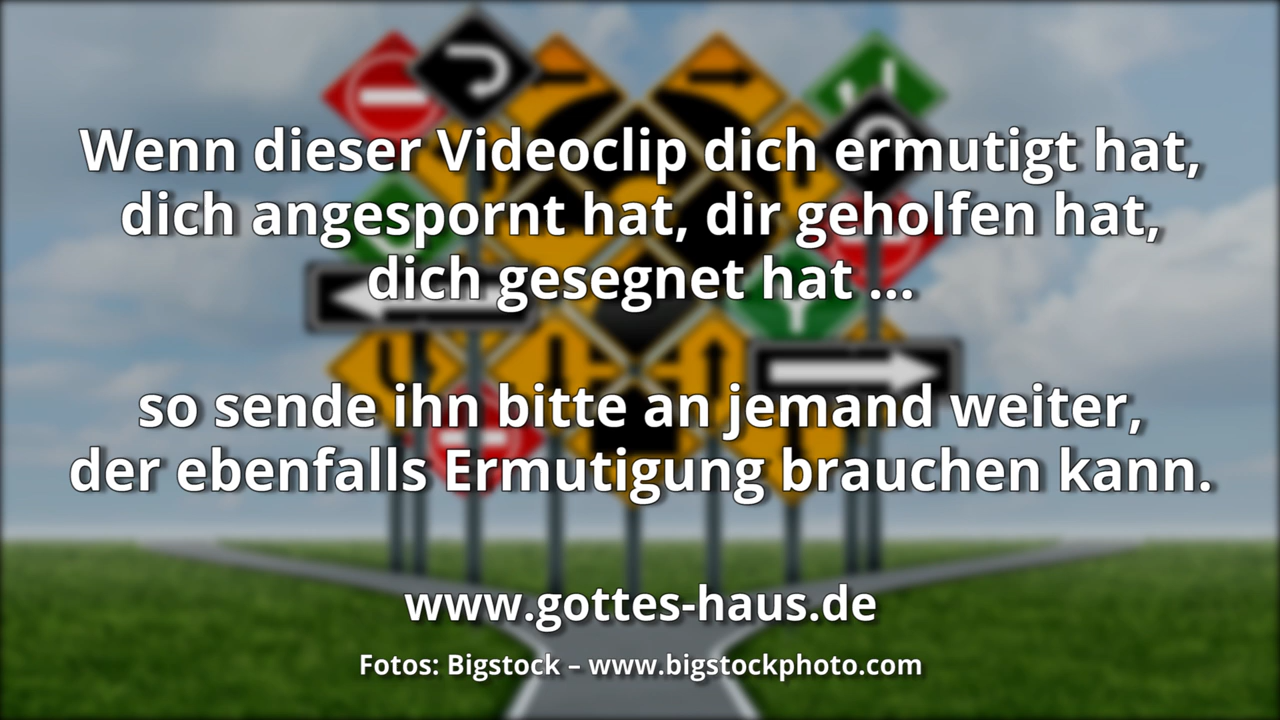 Wenn dieser Videoclip dich ermutigt hat,
dich angespornt hat, dir geholfen hat,
dich gesegnet hat ...
so sende ihn bitte an jemand weiter,
der ebenfalls Ermutigung brauchen kann.
www.gottes-haus.de
Fotos: Bigstock – www.bigstockphoto.com